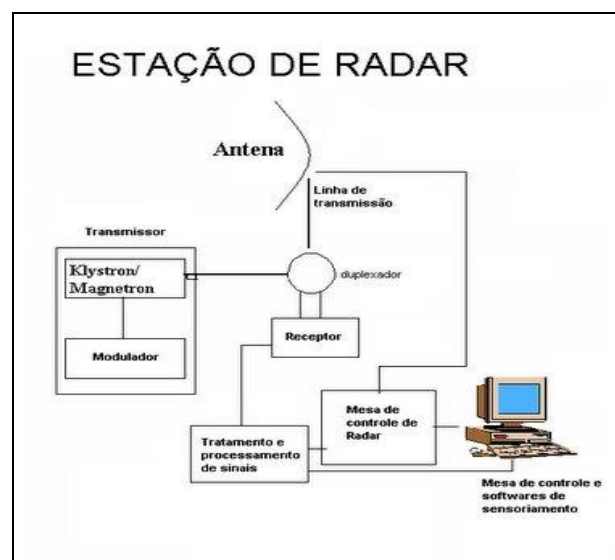 ESTAÇÃO DE RADAR
Antena
Linha de
transmissão
Transmissor
Klystron/
Magnetron
duplexador
Modulador
Receptor
Mesa de
controle de
Radar
Tratamento e
processamento
de sinais
Mesa de controle e
softwares de
sensoriamento